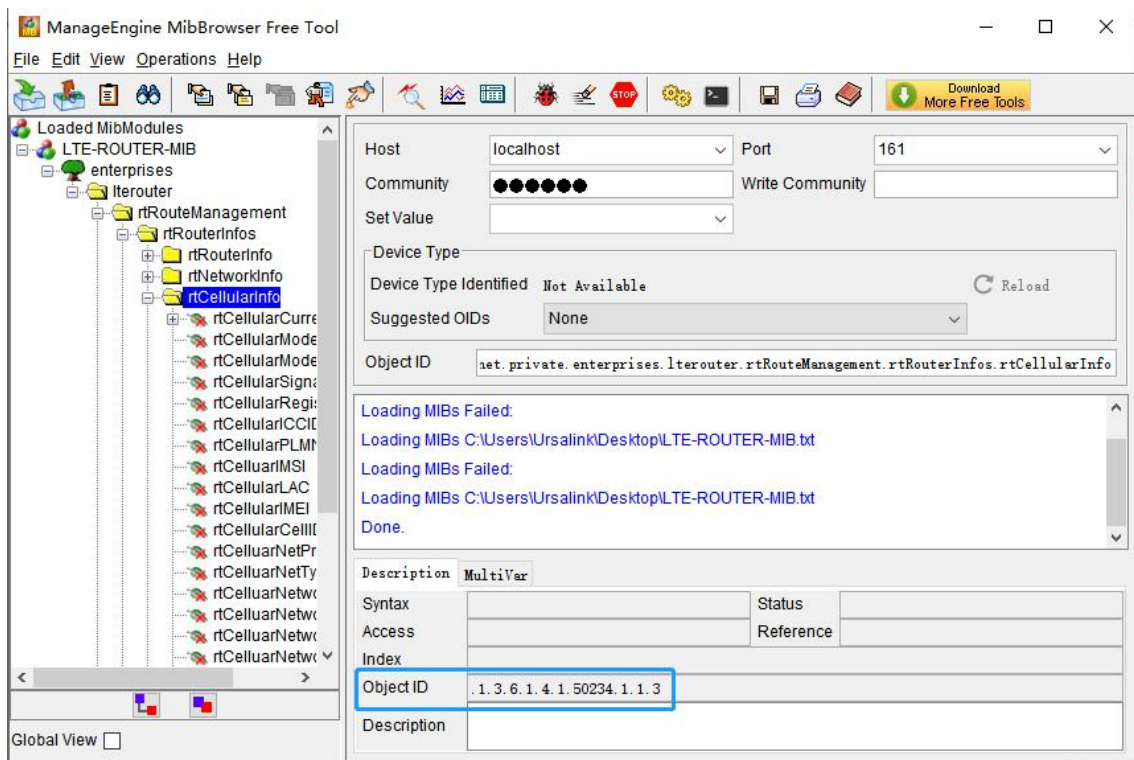 ManageEngine MibBrowser Free Tool
File Edit View Operations Help
STOP
Download
More Free Tools
Loaded MibModules
LTE-ROUTER-MIB
enterprises
lterouter
rtRouteManagement
rtRouterInfos
rtRouterInfo
rtNetworkInfo
rtCellularInfo
rtCellularCurre
rtCellularMode
rtCellularMode
rtCellularSigna
rtCellularRegis
rtCellularICCID
rtCellularPLMN
rtCelluarIMSI
rtCellularLAC
rtCellularIMEI
rtCellularCellID
rtCelluarNetPr
rtCelluarNetTy
rtCelluarNetwo
rtCelluarNetwo
rtCelluarNetwo
rtCelluarNetwo
Global View
Host localhost Port 161
Community ●●●●●● Write Community
Set Value
Device Type
Device Type Identified Not Available Reload
Suggested OIDs None
Object ID net.private.enterprises.lterouter.rtRouteManagement.rtRouterInfos.rtCellularInfo
Loading MIBs Failed:
Loading MIBs C:\Users\Ursalink\Desktop\LTE-ROUTER-MIB.txt
Loading MIBs Failed:
Loading MIBs C:\Users\Ursalink\Desktop\LTE-ROUTER-MIB.txt
Done.
Description MultiVar
Syntax Status
Access Reference
Index
Object ID .1.3.6.1.4.1.50234.1.1.3
Description